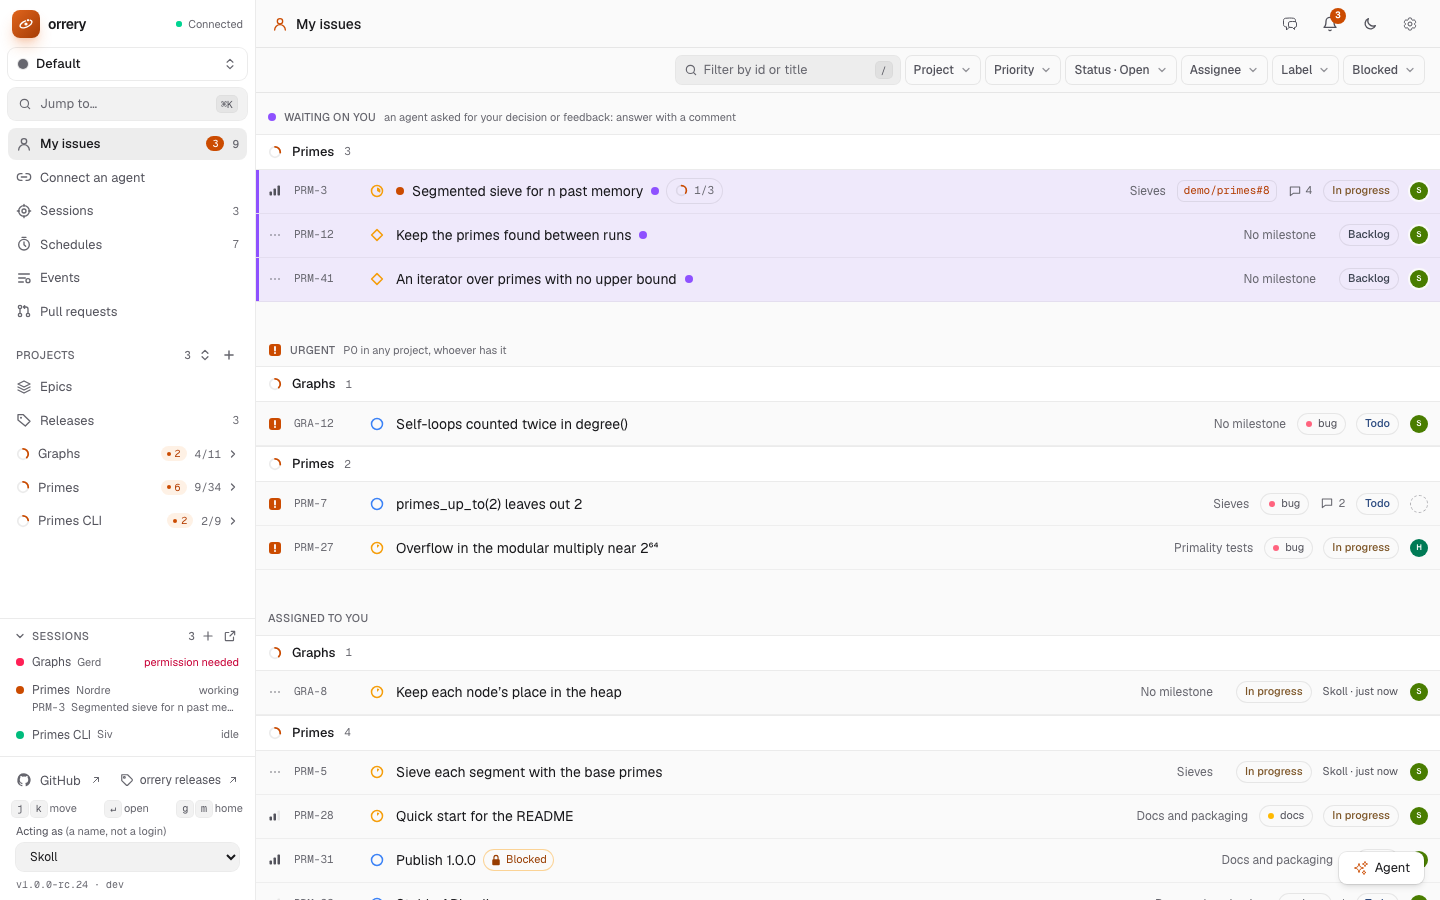 orrery
Connected
Default
Jump to…
⌘K
My issues 3 9
Connect an agent
Sessions 3
Schedules 7
Events
Pull requests
PROJECTS 3
Epics
Releases 3
Graphs 2 4/11
Primes 6 9/34
Primes CLI 2 2/9
SESSIONS 3
Graphs Gerd permission needed
Primes Nordre working
PRM-3 Segmented sieve for n past me…
Primes CLI Siv idle
GitHub orrery releases
j k move ↵ open g m home
Acting as (a name, not a login)
Skoll
v1.0.0-rc.24 · dev
My issues
3
Filter by id or title /
Project Priority Status · Open Assignee Label Blocked
WAITING ON YOU an agent asked for your decision or feedback: answer with a comment
Primes 3
PRM-3 Segmented sieve for n past memory 1/3 Sieves demo/primes#8 4 In progress S
PRM-12 Keep the primes found between runs No milestone Backlog S
PRM-41 An iterator over primes with no upper bound No milestone Backlog S
URGENT P0 in any project, whoever has it
Graphs 1
GRA-12 Self-loops counted twice in degree() No milestone bug Todo S
Primes 2
PRM-7 primes_up_to(2) leaves out 2 Sieves bug 2 Todo
PRM-27 Overflow in the modular multiply near 2⁶⁴ Primality tests bug In progress H
ASSIGNED TO YOU
Graphs 1
GRA-8 Keep each node's place in the heap No milestone In progress Skoll · just now S
Primes 4
PRM-5 Sieve each segment with the base primes Sieves In progress Skoll · just now S
PRM-28 Quick start for the README Docs and packaging docs In progress S
PRM-31 Publish 1.0.0 Blocked Docs and packaging
Agent